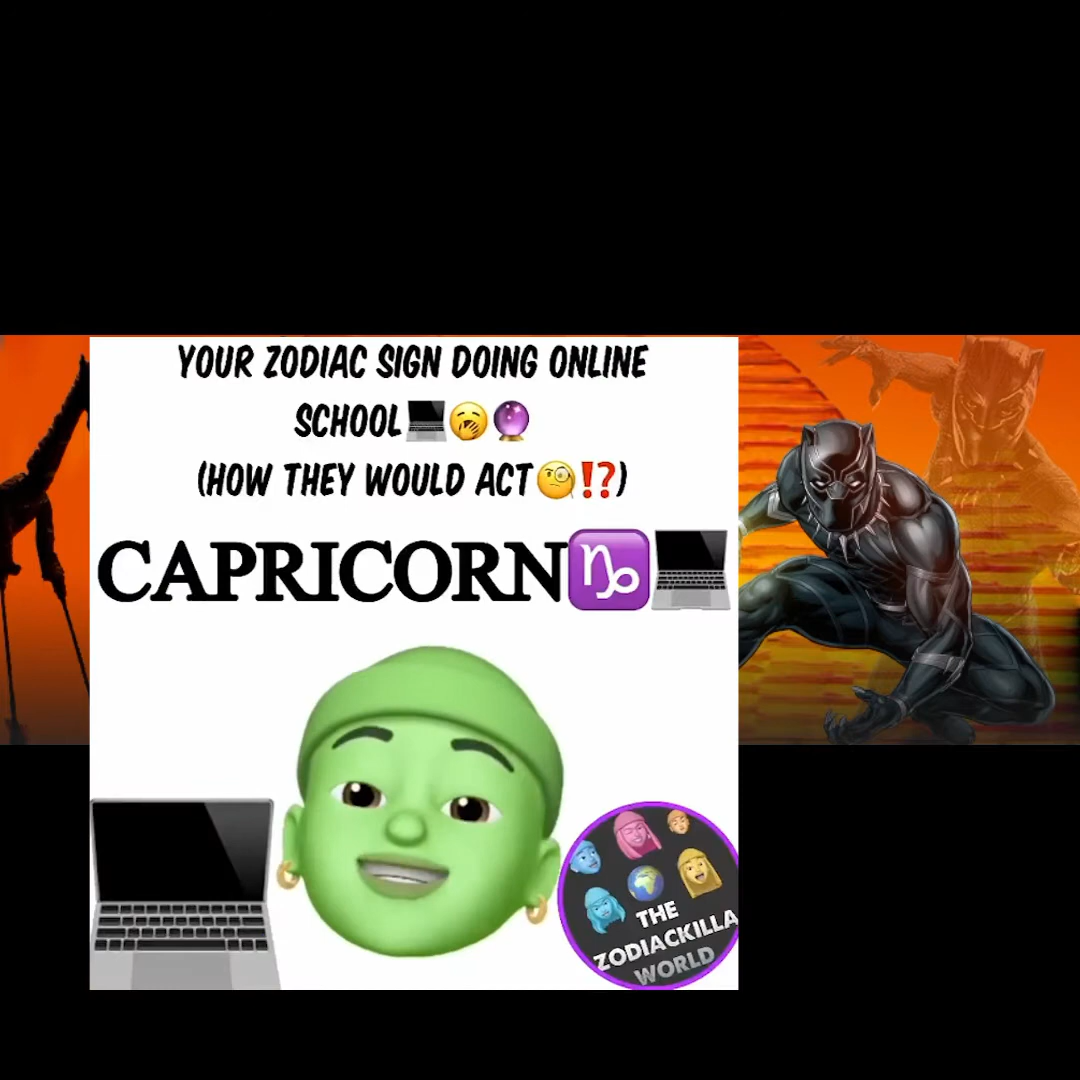 YOUR ZODIAC SIGN DOING ONLINE
SCHOOL💻🥱🔮
(HOW THEY WOULD ACT🧐⁉️)
CAPRICORN♑💻
THE
ZODIACKILLA
WORLD